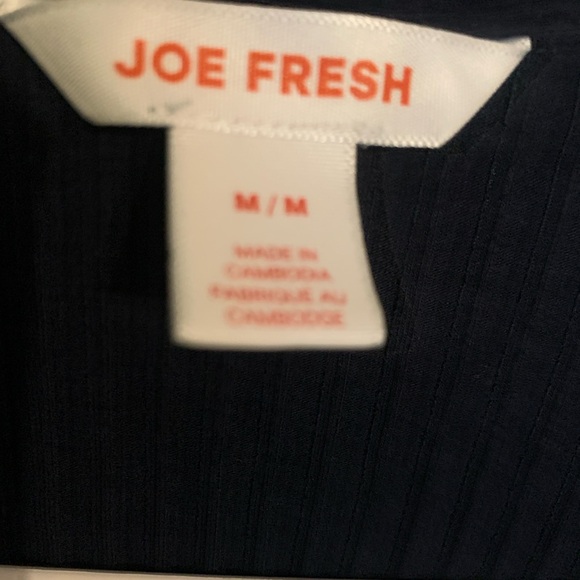 JOE FRESH
M / M
MADE IN
CAMBODIA
FABRIQUÉ AU
CAMBODGE